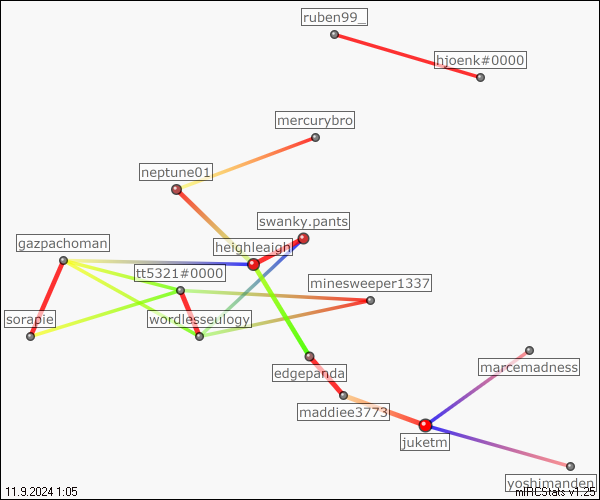 ruben99_
hjoenk#0000
mercurybro
neptune01
swanky.pants
gazpachoman
heighleaigh
tt5321#0000
minesweeper1337
sorapie
wordlesseulogy
edgepanda
marcemadness
maddiee3773
juketm
yoshimanden
11.9.2024 1:05
mIRCStats v1.25